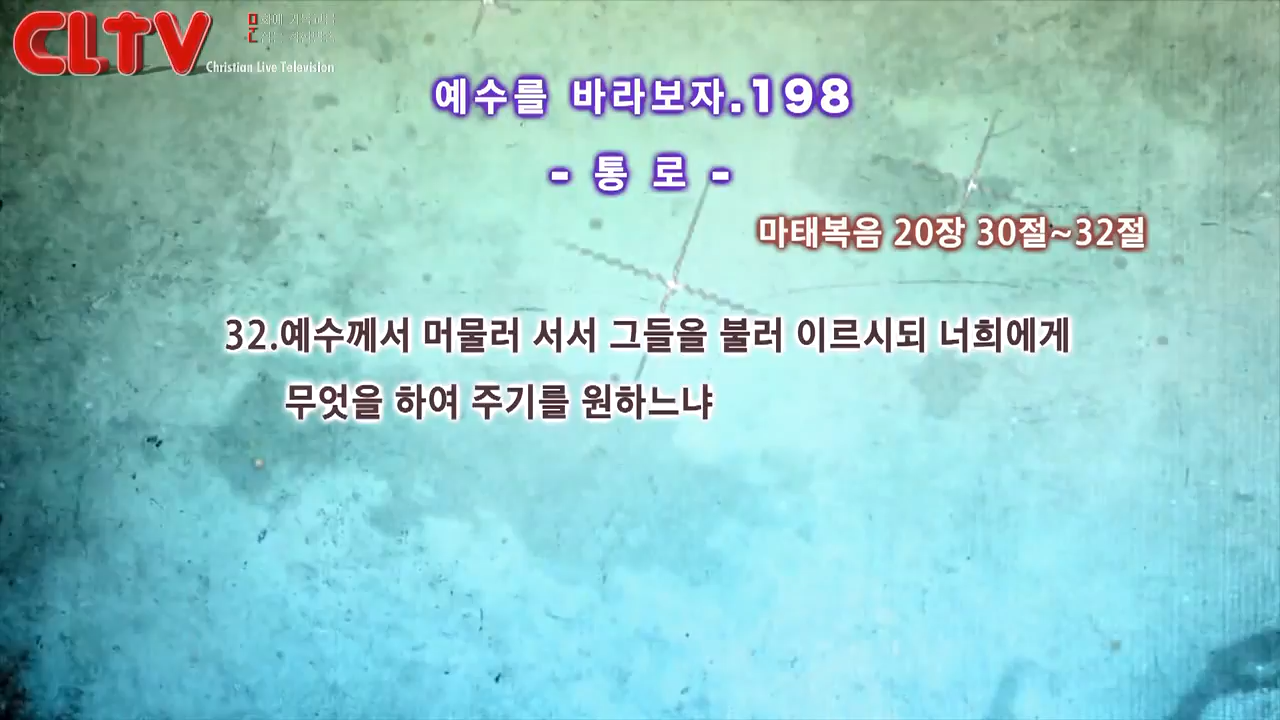 CLTV
Christian Live Television
예수를 바라보자.198
- 통 로 -
마태복음 20장 30절~32절
32.예수께서 머물러 서서 그들을 불러 이르시되 너희에게
무엇을 하여 주기를 원하느냐